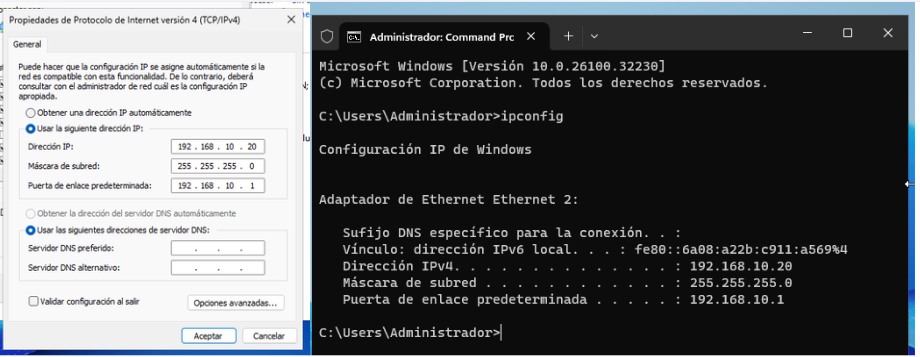 Propiedades de Protocolo de Internet versión 4 (TCP/IPv4)
General
Puede hacer que la configuración IP se asigne automáticamente si la
red es compatible con esta funcionalidad. De lo contrario, deberá
consultar con el administrador de red cuál es la configuración IP
apropiada.
Obtener una dirección IP automáticamente
Usar la siguiente dirección IP:
Dirección IP: 192 . 168 . 10 . 20
Máscara de subred: 255 . 255 . 255 . 0
Puerta de enlace predeterminada: 192 . 168 . 10 . 1
Obtener la dirección del servidor DNS automáticamente
Usar las siguientes direcciones de servidor DNS:
Servidor DNS preferido: . . .
Servidor DNS alternativo: . . .
Validar configuración al salir
Opciones avanzadas...
Aceptar Cancelar
Administrador: Command Prc
Microsoft Windows [Versión 10.0.26100.32230]
(c) Microsoft Corporation. Todos los derechos reservados.
C:\Users\Administrador>ipconfig
Configuración IP de Windows
Adaptador de Ethernet Ethernet 2:
Sufijo DNS específico para la conexión. . :
Vínculo: dirección IPv6 local. . . : fe80::6a08:a22b:c911:a569%4
Dirección IPv4. . . . . . . . . . . . . . : 192.168.10.20
Máscara de subred . . . . . . . . . . . . : 255.255.255.0
Puerta de enlace predeterminada . . . . . : 192.168.10.1
C:\Users\Administrador>